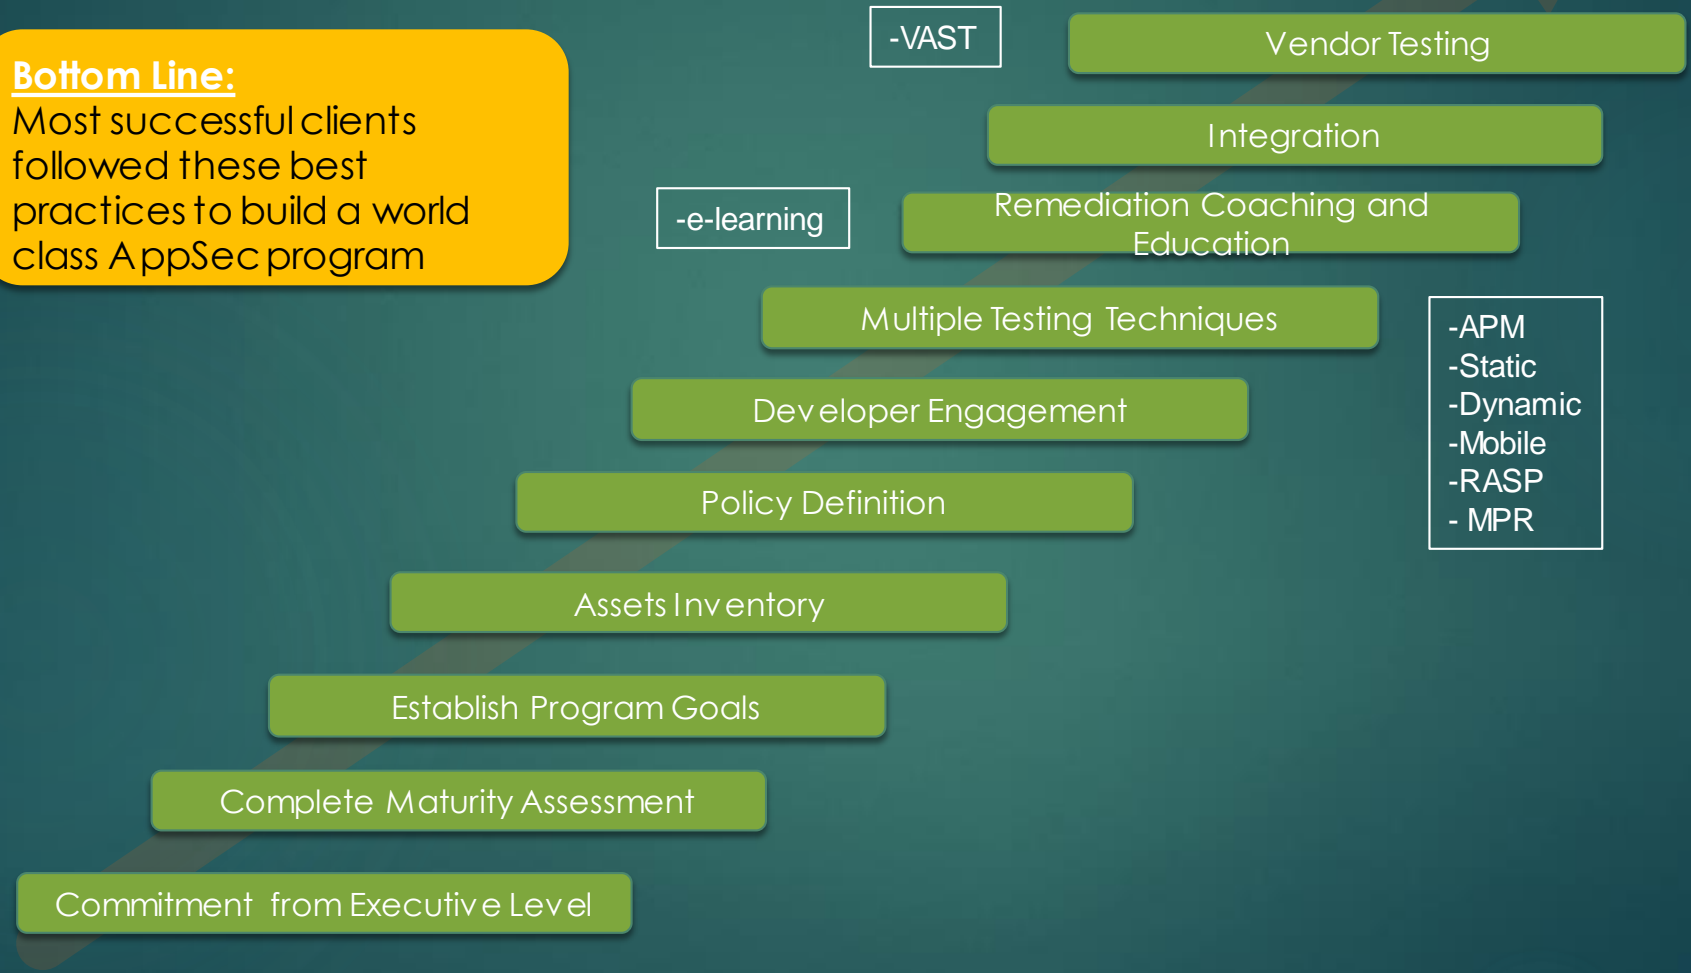 -VAST
Vendor Testing
Bottom Line:
Most successful clients
followed these best
practices to build a world
class AppSec program
Integration
-e-learning
Remediation Coaching and
Education
Multiple Testing Techniques
-APM
-Static
-Dynamic
-Mobile
-RASP
- MPR
Developer Engagement
Policy Definition
Assets Inventory
Establish Program Goals
Complete Maturity Assessment
Commitment from Executive Level